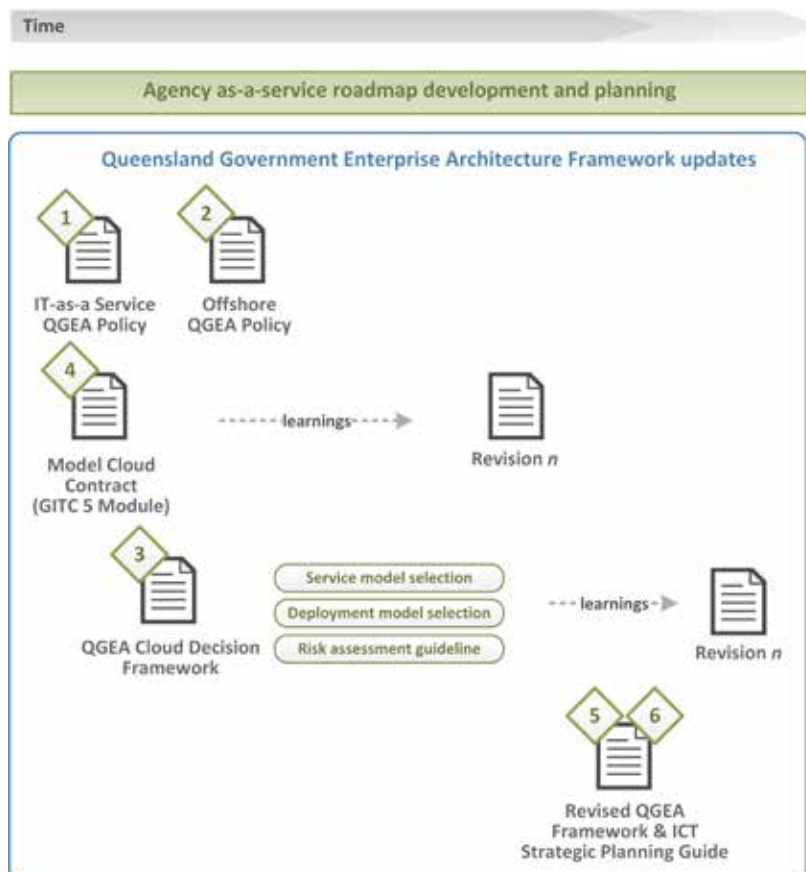 Time
Agency as-a-service roadmap development and planning
Queensland Government Enterprise Architecture Framework updates
1
2
IT-as-a Service
QGEA Policy
Offshore
QGEA Policy
4
Model Cloud
Contract
(GITC 5 Module)
learnings
Revision n
3
QGEA Cloud Decision
Framework
Service model selection
Deployment model selection
Risk assessment guideline
learnings
Revision n
5
6
Revised QGEA
Framework & ICT
Strategic Planning Guide